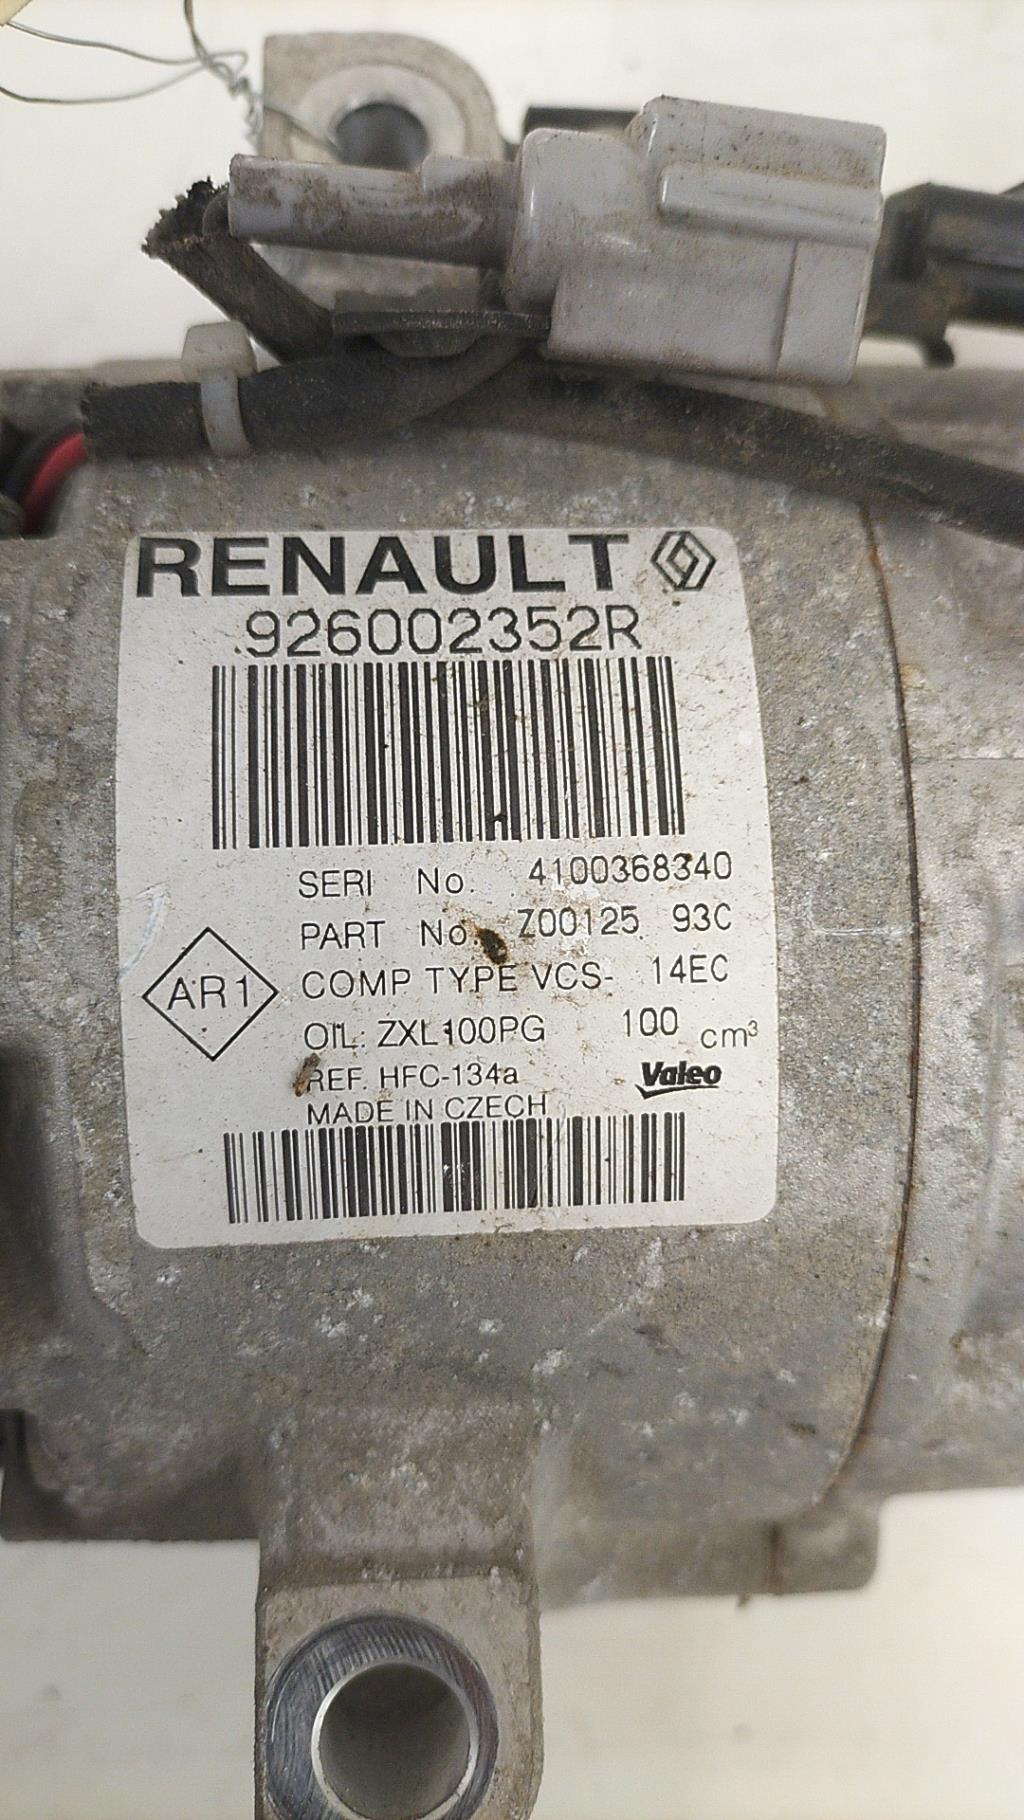 RENAULT
926002352R
SERI No. 4100368340
PART No. Z00125 93C
AR1
COMP TYPE VCS- 14EC
OIL: ZXL100PG 100 cm³
REF. HFC-134a
Valeo
MADE IN CZECH